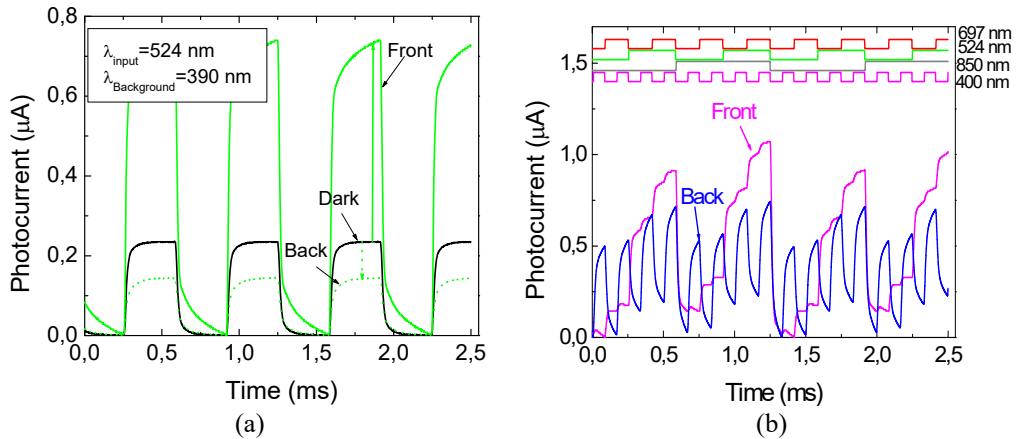 0,8
0,6
0,4
0,2
0,0
Photocurrent (μA)
λinput=524 nm
λBackground=390 nm
Front
Dark
Back
0,0 0,5 1,0 1,5 2,0 2,5
Time (ms)
(a)
697 nm
524 nm
850 nm
400 nm
1,5
1,0
0,5
0,0
Photocurrent (μA)
Front
Back
0,0 0,5 1,0 1,5 2,0 2,5
Time (ms)
(b)